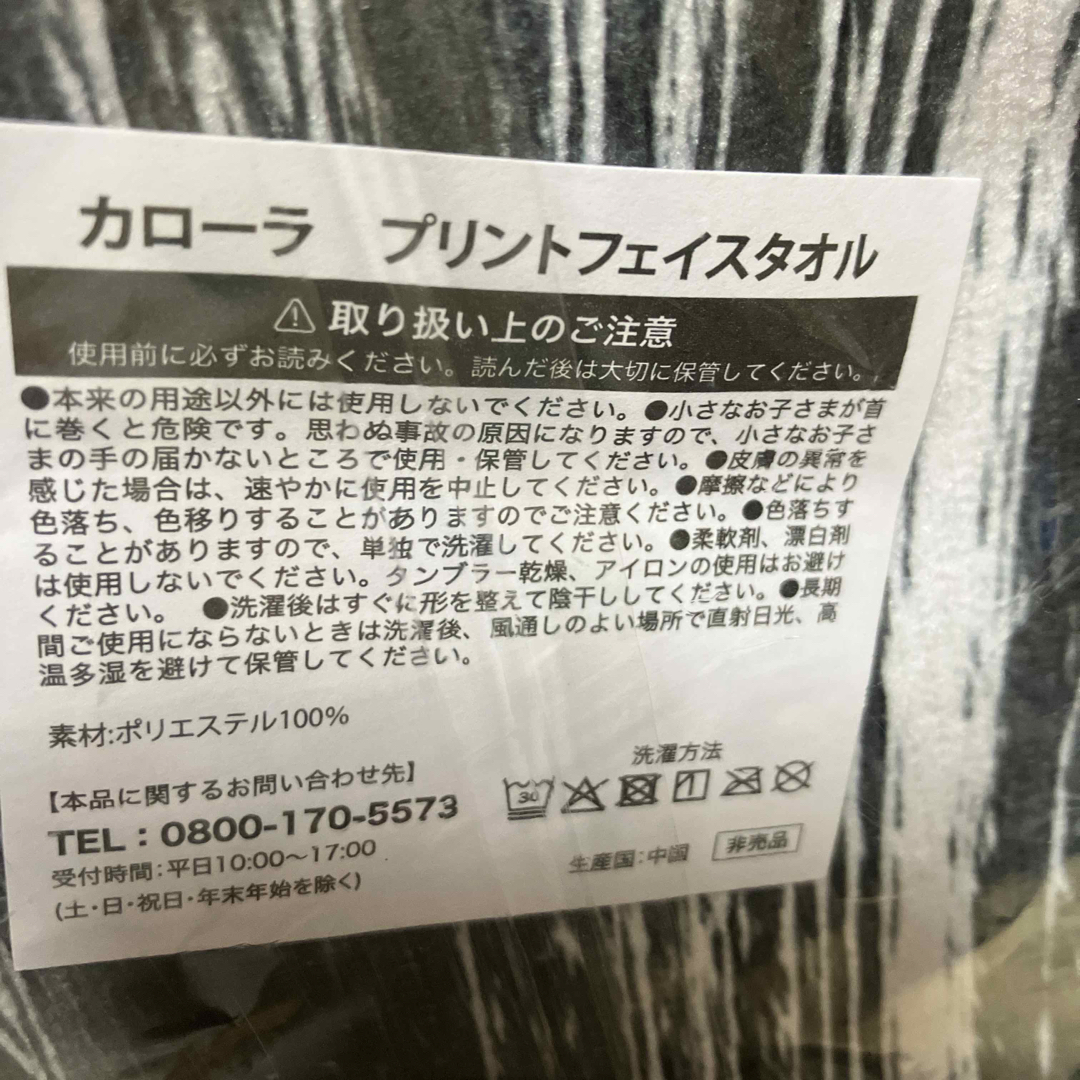 カローラ　プリントフェイスタオル
取り扱い上のご注意
使用前に必ずお読みください。読んだ後は大切に保管してください。
●本来の用途以外には使用しないでください。●小さなお子さまが首
に巻くと危険です。思わぬ事故の原因になりますので、小さなお子さ
まの手の届かないところで使用・保管してください。●皮膚の異常を
感じた場合は、速やかに使用を中止してください。●摩擦などにより
色落ち、色移りすることがありますのでご注意ください。●色落ちす
ることがありますので、単独で洗濯してください。●柔軟剤、漂白剤
は使用しないでください。タンブラー乾燥、アイロンの使用はお避け
ください。　●洗濯後はすぐに形を整えて陰干ししてください。●長期
間ご使用にならないときは洗濯後、風通しのよい場所で直射日光、高
温多湿を避けて保管してください。
素材:ポリエステル100%
洗濯方法
30
【本品に関するお問い合わせ先】
TEL：0800-170-5573
受付時間：平日10:00〜17:00
(土・日・祝日・年末年始を除く)
生産国：中国
非売品